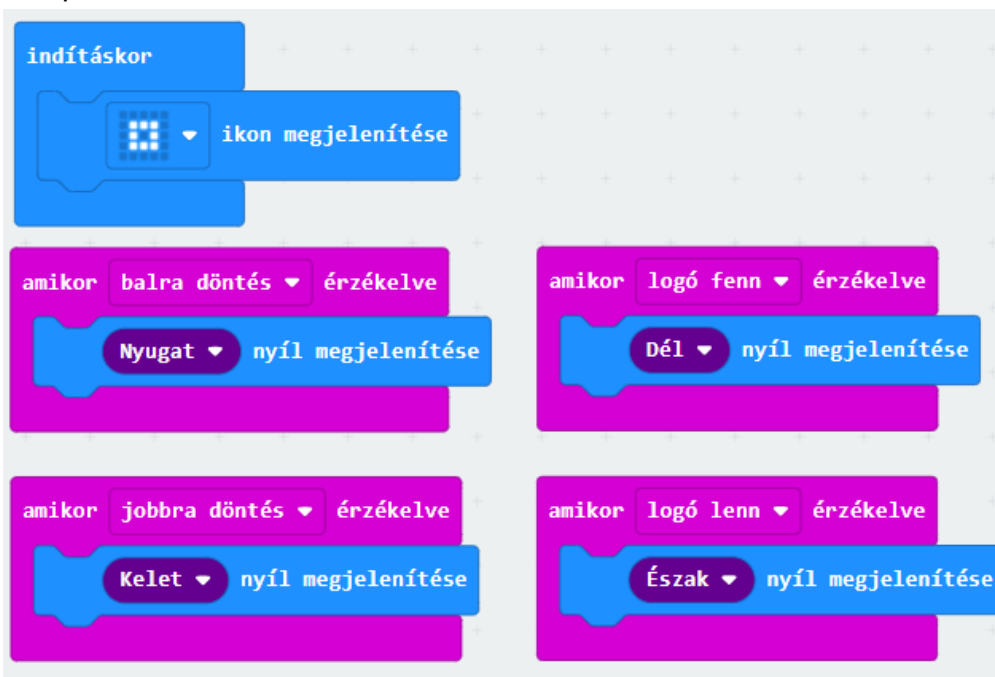 indításkor
ikon megjelenítése
amikor balra döntés érzékelve
Nyugat nyíl megjelenítése
amikor logó fenn érzékelve
Dél nyíl megjelenítése
amikor jobbra döntés érzékelve
Kelet nyíl megjelenítése
amikor logó lenn érzékelve
Észak nyíl megjelenítése